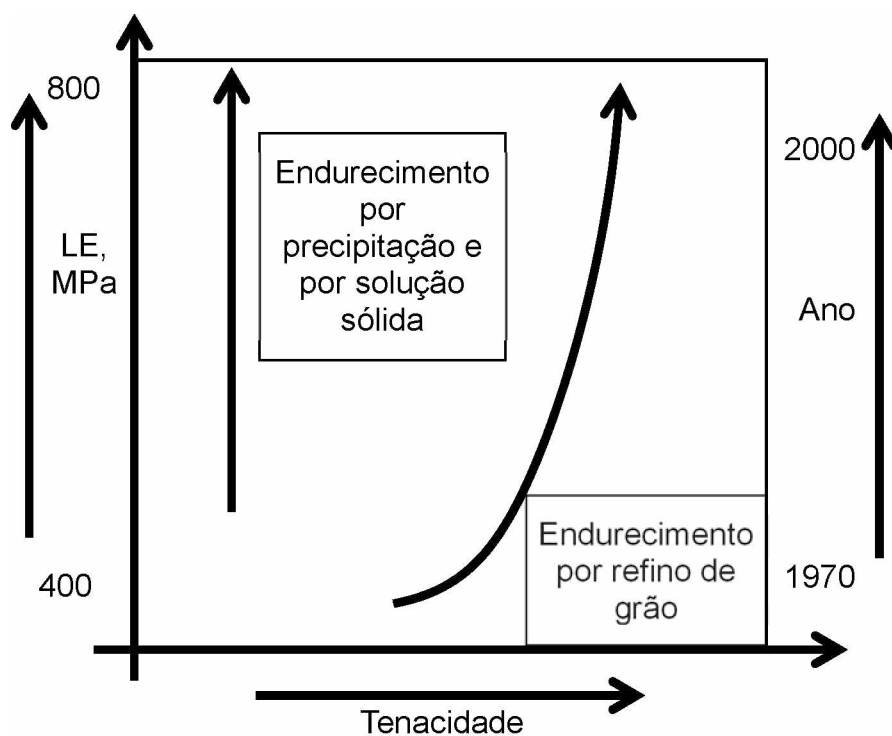 800
LE,
MPa
400
Endurecimento
por
precipitação e
por solução
sólida
Endurecimento
por refino de
grão
2000
Ano
1970
Tenacidade